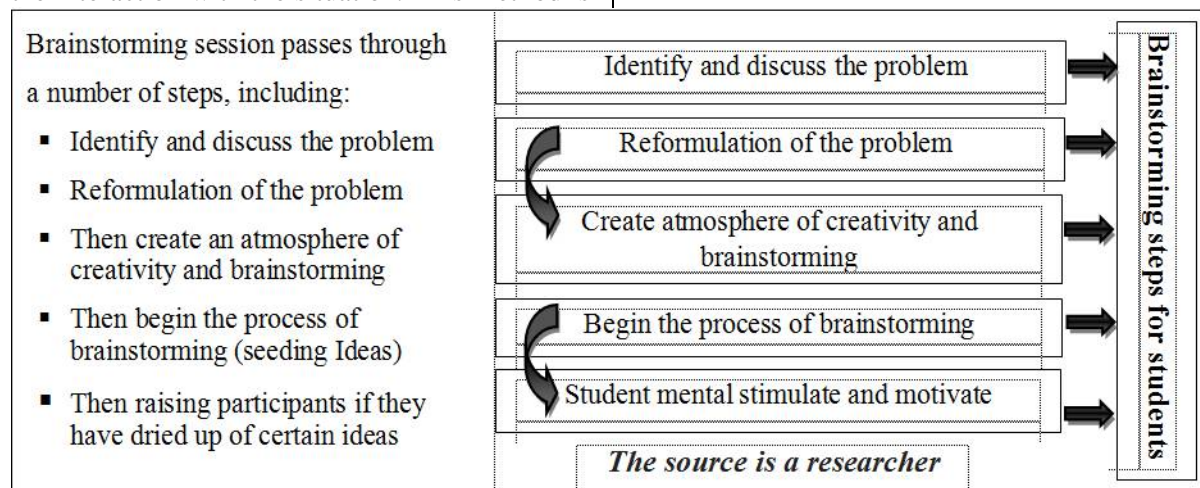 Brainstorming session passes through
a number of steps, including:
▪ Identify and discuss the problem
▪ Reformulation of the problem
▪ Then create an atmosphere of
creativity and brainstorming
▪ Then begin the process of
brainstorming (seeding Ideas)
▪ Then raising participants if they
have dried up of certain ideas
Identify and discuss the problem
Reformulation of the problem
Create atmosphere of creativity and
brainstorming
Begin the process of brainstorming
Student mental stimulate and motivate
The source is a researcher
Brainstorming steps for students